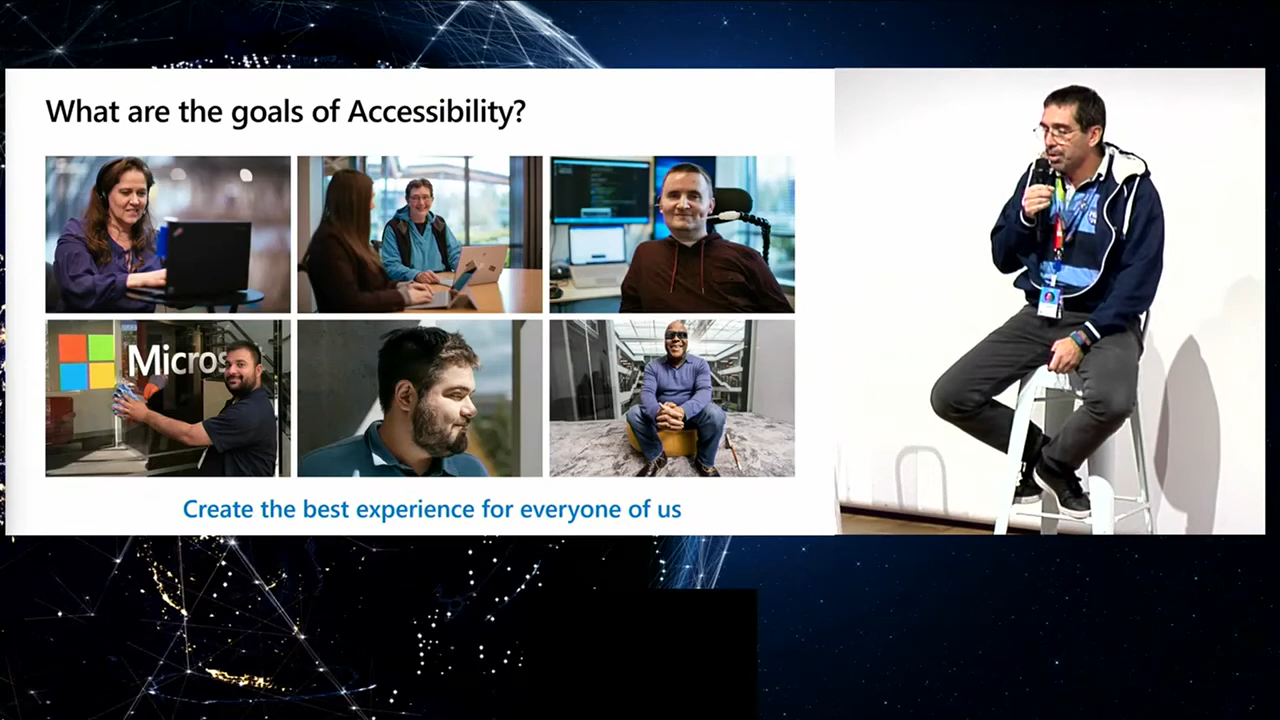 What are the goals of Accessibility?
Micros
Create the best experience for everyone of us